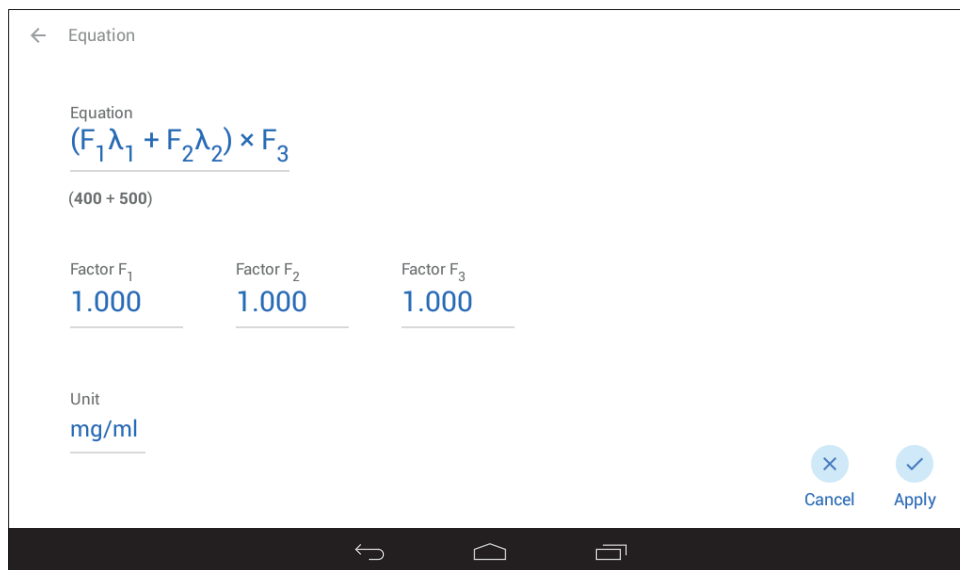 Equation
Equation
(F₁λ₁ + F₂λ₂) × F₃
(400 + 500)
Factor F₁ Factor F₂ Factor F₃
1.000 1.000 1.000
Unit
mg/ml
Cancel Apply